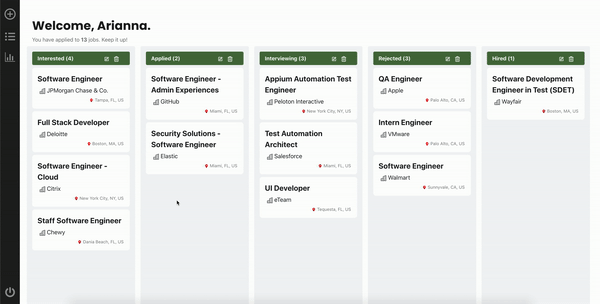 Welcome, Arianna.
You have applied to 13 jobs. Keep it up!
Interested (4)
Software Engineer
JPMorgan Chase & Co.
Tampa, FL, US
Full Stack Developer
Deloitte
Boston, MA, US
Software Engineer -
Cloud
Citrix
New York City, NY, US
Staff Software Engineer
Chewy
Dania Beach, FL, US
Applied (2)
Software Engineer -
Admin Experiences
GitHub
Miami, FL, US
Security Solutions -
Software Engineer
Elastic
Miami, FL, US
Interviewing (3)
Appium Automation Test
Engineer
Peloton Interactive
New York City, NY, US
Test Automation
Architect
Salesforce
Miami, FL, US
UI Developer
eTeam
Tequesta, FL, US
Rejected (3)
QA Engineer
Apple
Palo Alto, CA, US
Intern Engineer
VMware
Palo Alto, CA, US
Software Engineer
Walmart
Sunnyvale, CA, US
Hired (1)
Software Development
Engineer in Test (SDET)
Wayfair
Boston, FL, US